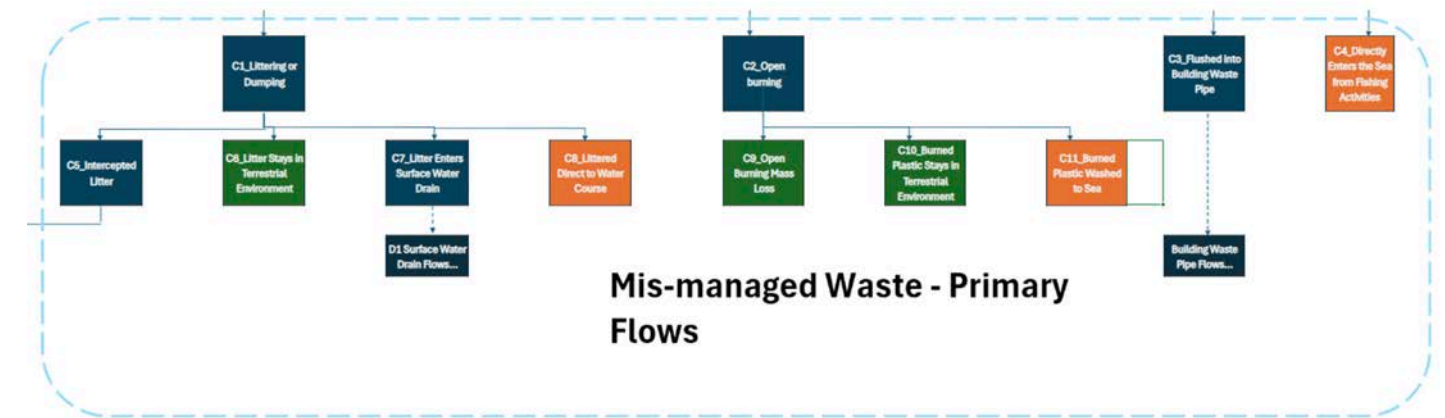 C1_Littering or
Dumping
C2_Open
burning
C3_Flushed into
Building Waste
Pipe
C4_Directly
Enters the Sea
from Fishing
Activities
C5_Intercepted
Litter
C6_Litter Stays in
Terrestrial
Environment
C7_Litter Enters
Surface Water
Drain
C8_Littered
Direct to Water
Course
C9_Open
Burning Mass
Loss
C10_Burned
Plastic Stays in
Terrestrial
Environment
C11_Burned
Plastic Washed
to Sea
D1 Surface Water
Drain Flows...
Building Waste
Pipe Flows...
Mis-managed Waste - Primary
Flows